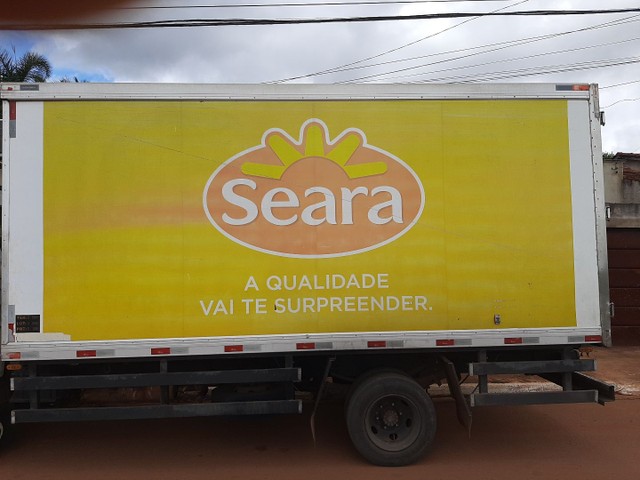 Seara
A QUALIDADE
VAI TE SURPREENDER.